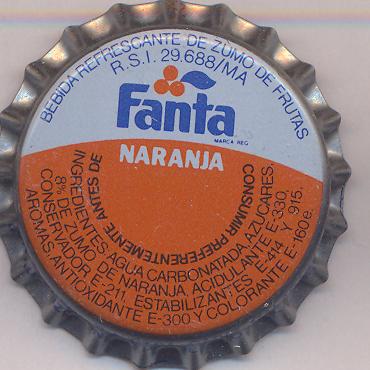 BEBIDA REFRESCANTE DE ZUMO DE FRUTAS
R.S.I. 29.688/MA
Fanta
MARCA REG
NARANJA
CONSUMIR PREFERENTEMENTE ANTES DE
INGREDIENTES: AGUA CARBONATADA, AZUCARES,
8% DE ZUMO DE NARANJA, ACIDULANTE E-330,
CONSERVADOR E-211, ESTABILIZANTES E-414 Y 915.
AROMAS, ANTIOXIDANTE E-300 Y COLORANTE E-160e.